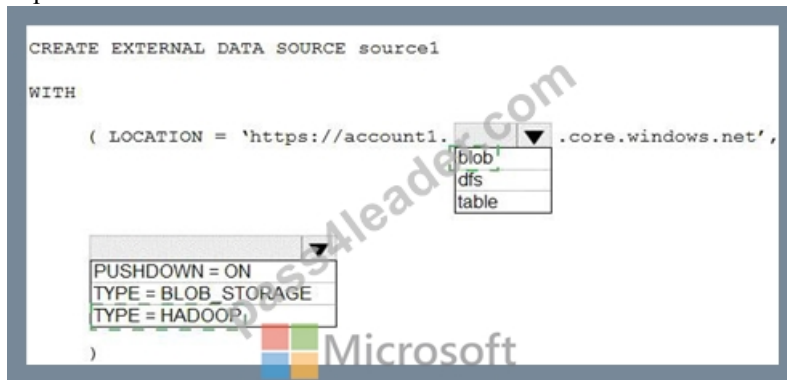 CREATE EXTERNAL DATA SOURCE source1
WITH
( LOCATION = 'https://account1. .core.windows.net',
blob
dfs
table
PUSHDOWN = ON
TYPE = BLOB_STORAGE
TYPE = HADOOP
)
pass4leader.com
Microsoft